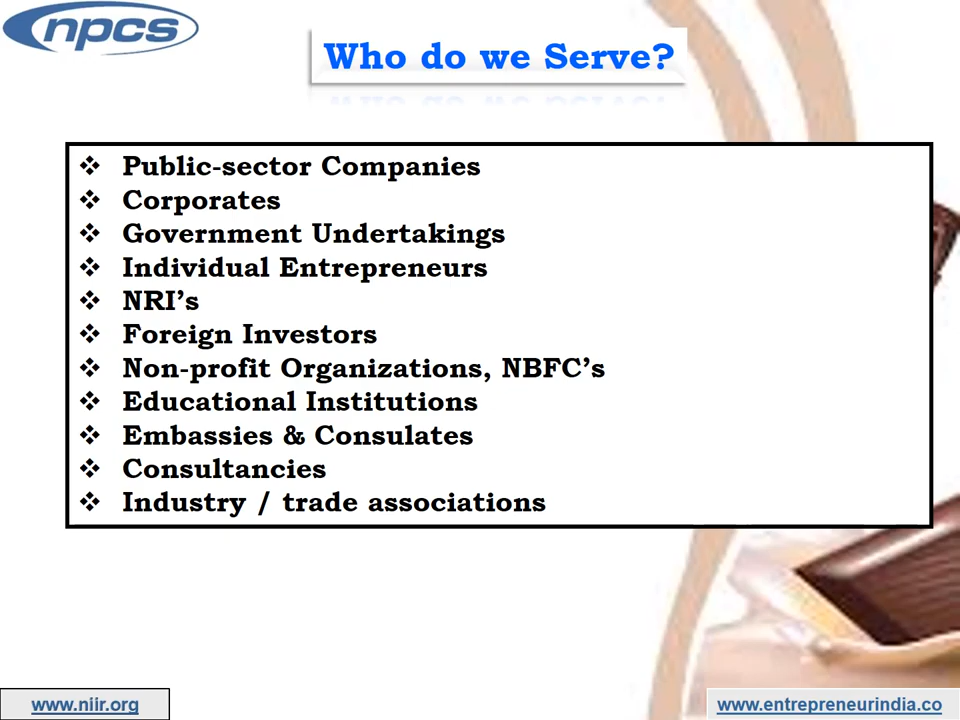 npcs
Who do we Serve?
❖ Public-sector Companies
❖ Corporates
❖ Government Undertakings
❖ Individual Entrepreneurs
❖ NRI’s
❖ Foreign Investors
❖ Non-profit Organizations, NBFC’s
❖ Educational Institutions
❖ Embassies & Consulates
❖ Consultancies
❖ Industry / trade associations
www.niir.org
www.entrepreneurindia.co